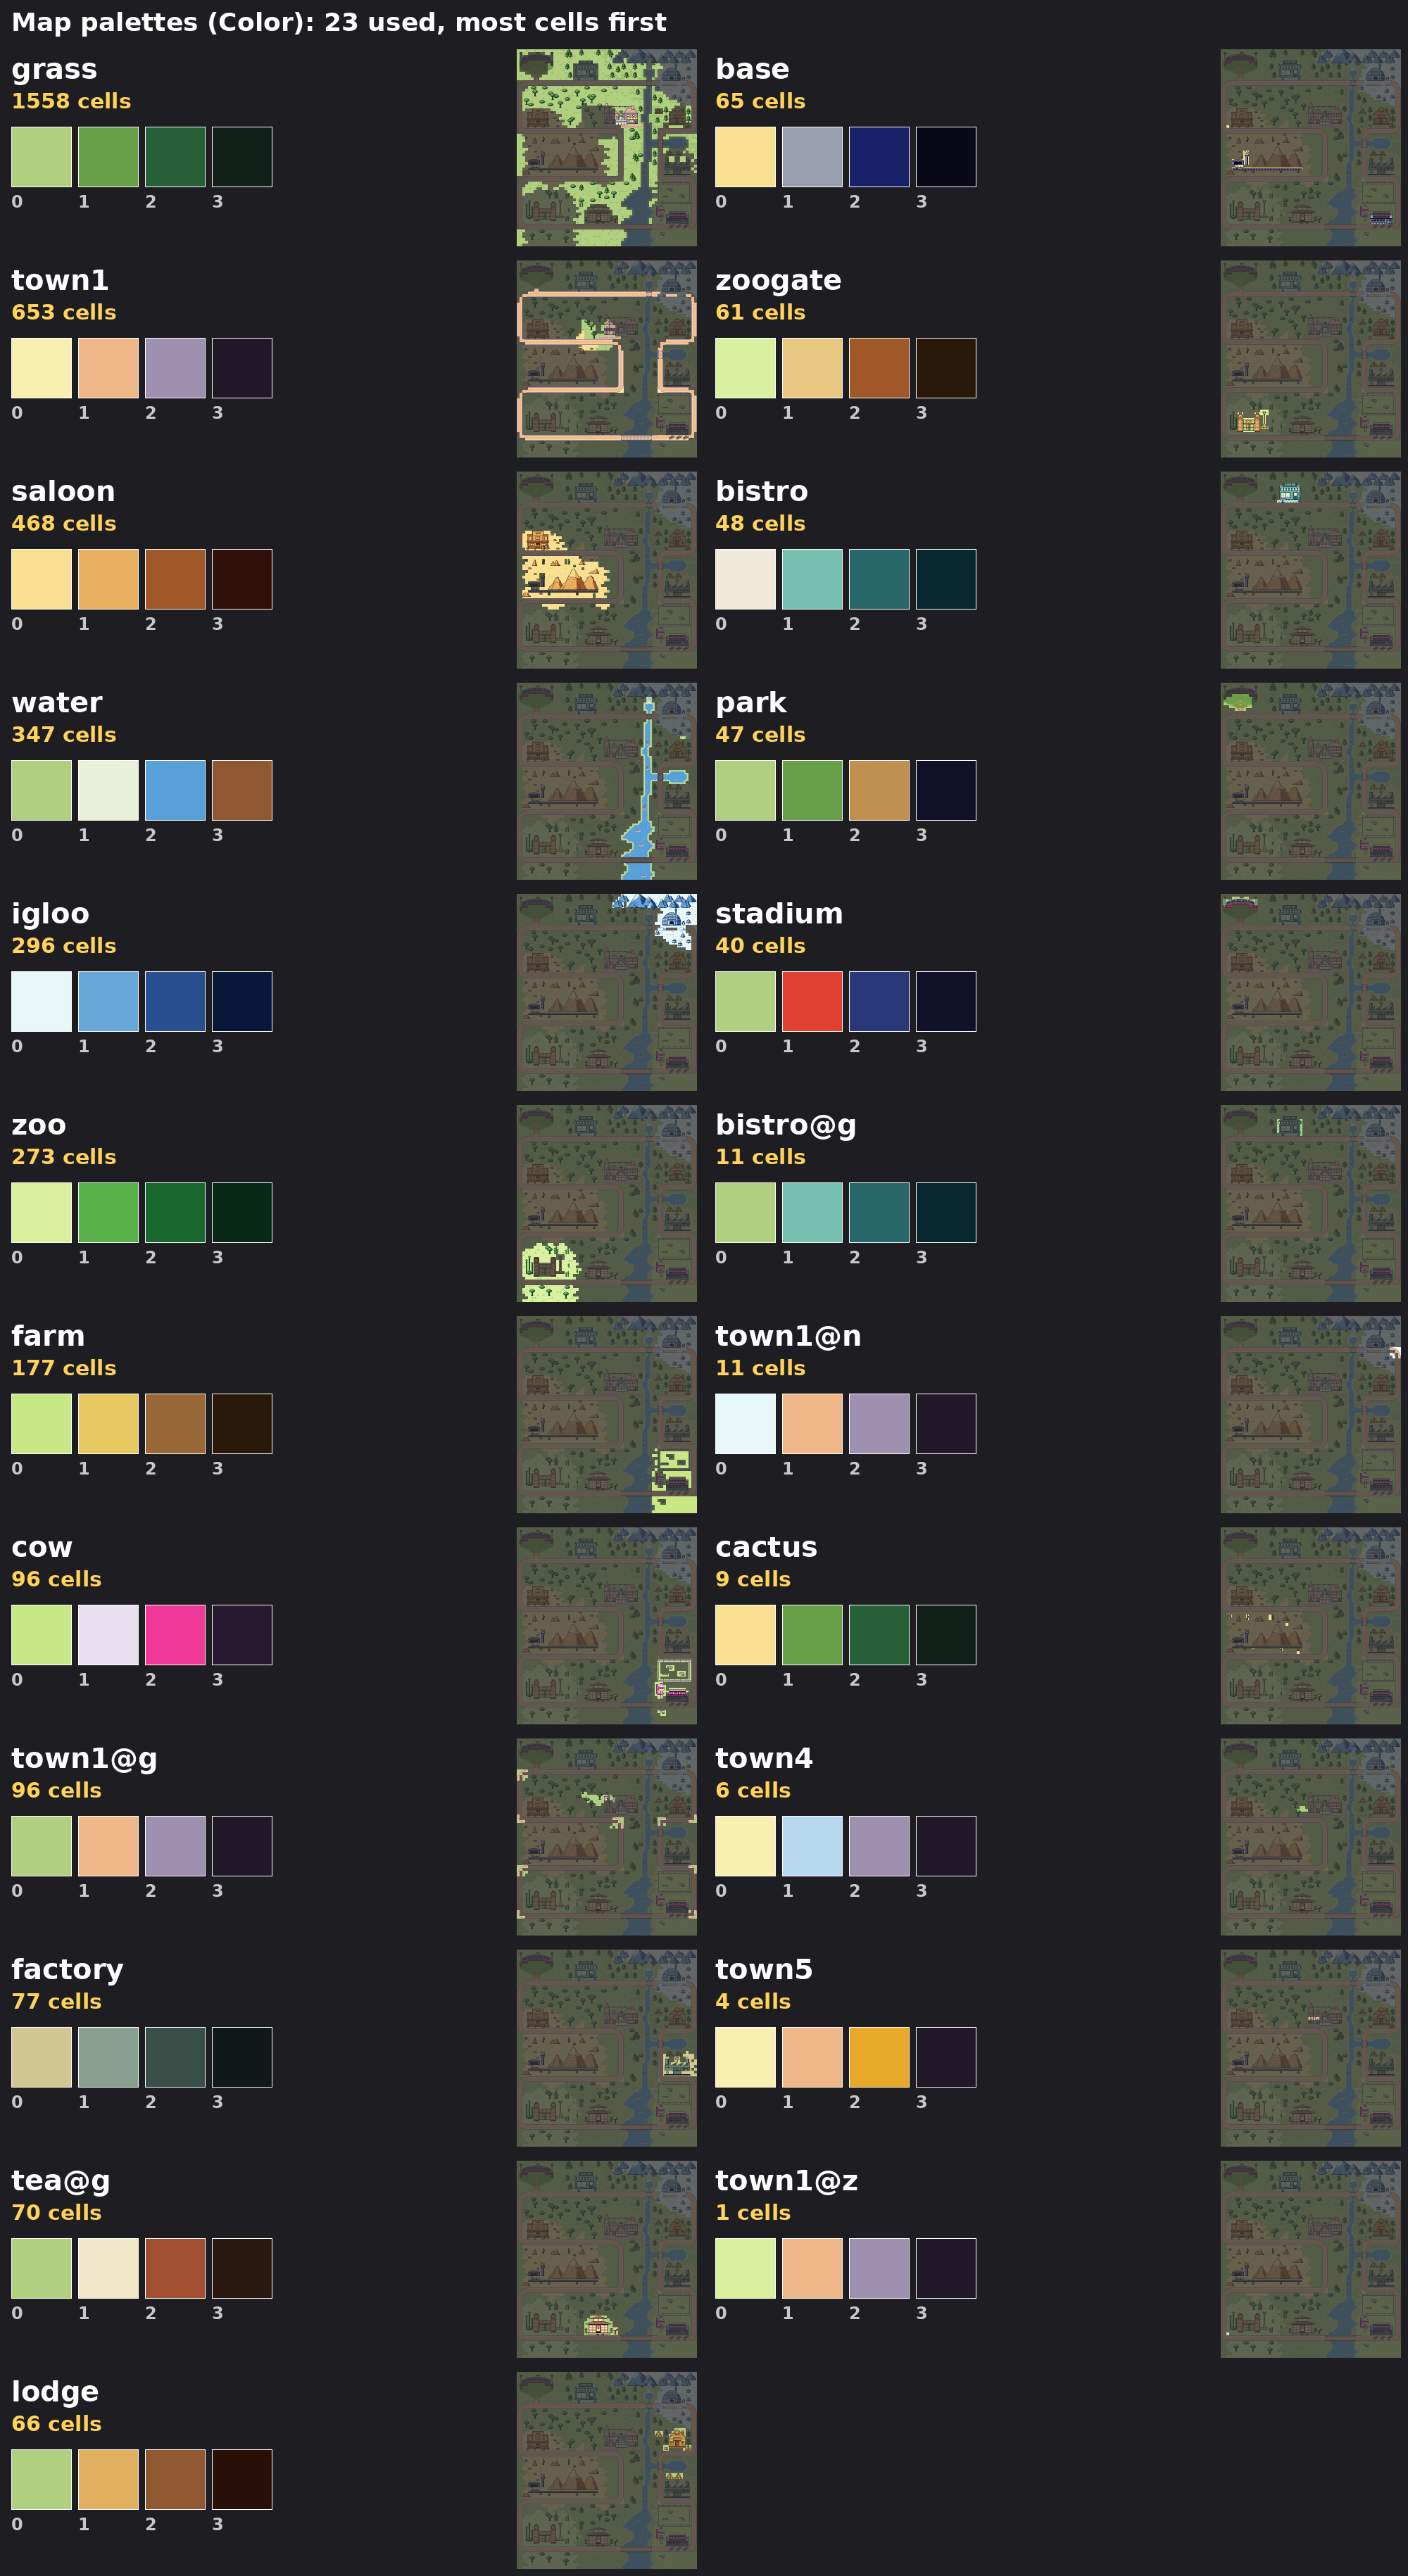 Map palettes (Color): 23 used, most cells first
grass
1558 cells
0 1 2 3
base
65 cells
0 1 2 3
town1
653 cells
0 1 2 3
zoogate
61 cells
0 1 2 3
saloon
468 cells
0 1 2 3
bistro
48 cells
0 1 2 3
water
347 cells
0 1 2 3
park
47 cells
0 1 2 3
igloo
296 cells
0 1 2 3
stadium
40 cells
0 1 2 3
zoo
273 cells
0 1 2 3
bistro@g
11 cells
0 1 2 3
farm
177 cells
0 1 2 3
town1@n
11 cells
0 1 2 3
cow
96 cells
0 1 2 3
cactus
9 cells
0 1 2 3
town1@g
96 cells
0 1 2 3
town4
6 cells
0 1 2 3
factory
77 cells
0 1 2 3
town5
4 cells
0 1 2 3
tea@g
70 cells
0 1 2 3
town1@z
1 cells
0 1 2 3
lodge
66 cells
0 1 2 3